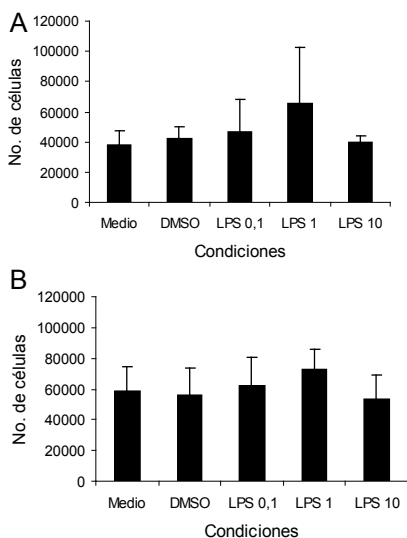 A
120000
100000
80000
60000
40000
20000
0
No. de células
Medio DMSO LPS 0,1 LPS 1 LPS 10
Condiciones
B
120000
100000
80000
60000
40000
20000
0
No. de células
Medio DMSO LPS 0,1 LPS 1 LPS 10
Condiciones